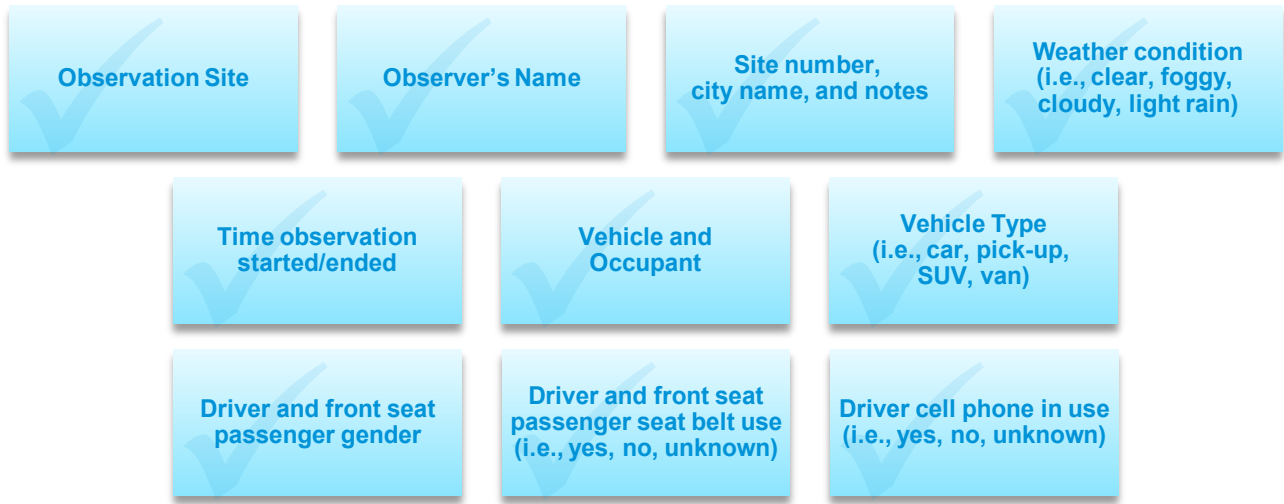 Observation Site
Observer's Name
Site number,
city name, and notes
Weather condition
(i.e., clear, foggy,
cloudy, light rain)
Time observation
started/ended
Vehicle and
Occupant
Vehicle Type
(i.e., car, pick-up,
SUV, van)
Driver and front seat
passenger gender
Driver and front seat
passenger seat belt use
(i.e., yes, no, unknown)
Driver cell phone in use
(i.e., yes, no, unknown)